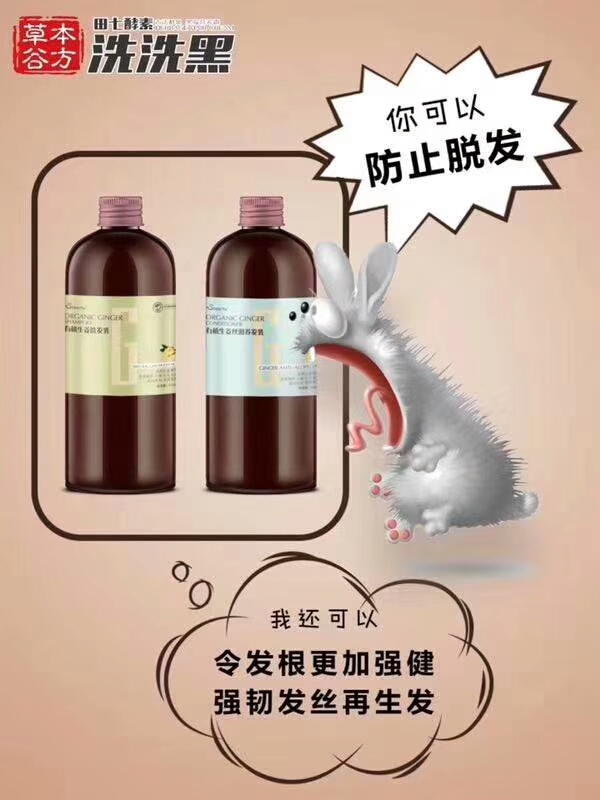 草本
谷方
田七酵素
洗洗黑
你可以
防止脱发
ORGANIC GINGER
SHAMPOO
ORGANIC GINGER
CONDITIONER
我还可以
令发根更加强健
强韧发丝再生发